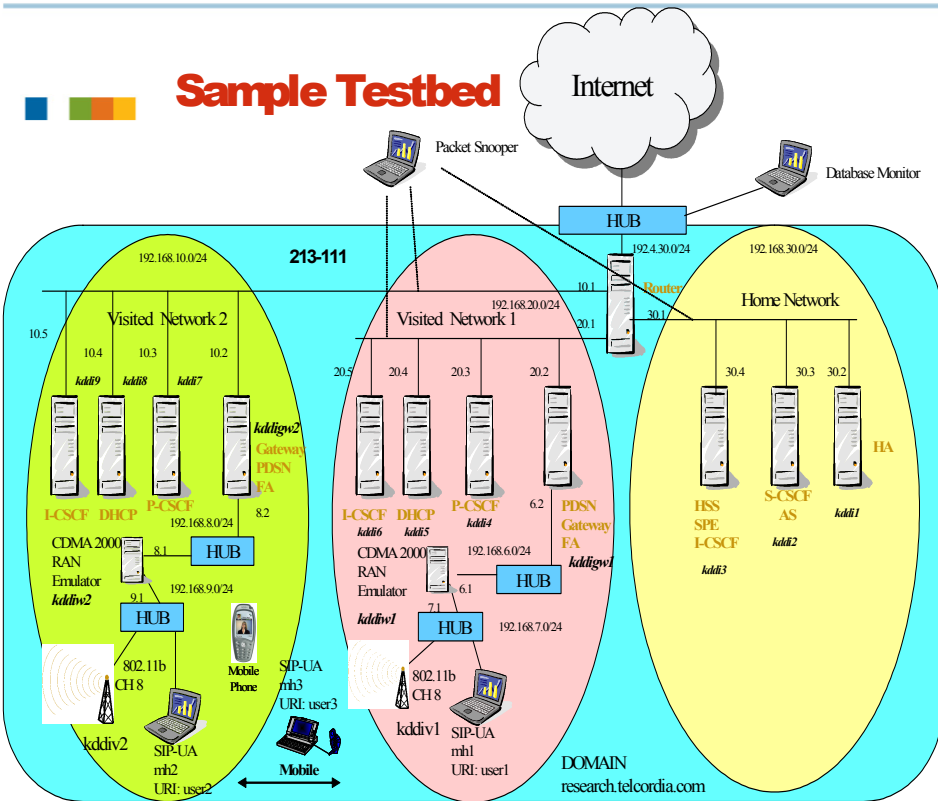 Sample Testbed
Internet
Packet Snooper
Database Monitor
HUB
192.168.10.0/24
213-111
192.4.30.0/24
192.168.30.0/24
10.1
Router
192.168.20.0/24
Home Network
Visited Network 2
Visited Network 1
20.1
30.1
10.5
10.4
10.3
10.2
kddi9
kddi8
kddi7
20.5
20.4
20.3
20.2
30.4
30.3
30.2
kddigw2
Gateway
PDSN
FA
I-CSCF
DHCP
P-CSCF
8.2
192.168.8.0/24
CDMA 2000
RAN
Emulator
kddiw2
8.1
HUB
192.168.9.0/24
9.1
HUB
802.11b
CH 8
kddiv2
SIP-UA
mh2
URI: user2
Mobile
Phone
SIP-UA
mh3
URI: user3
Mobile
I-CSCF
kddi6
DHCP
kddi5
P-CSCF
kddi4
6.2
PDSN
Gateway
FA
kddigw1
CDMA 2000
RAN
Emulator
kddiw1
192.168.6.0/24
6.1
HUB
7.1
HUB
192.168.7.0/24
802.11b
CH 8
kddiv1
SIP-UA
mh1
URI: user1
HSS
SPE
I-CSCF
kddi3
S-CSCF
AS
kddi2
HA
kddi1
DOMAIN
research.telcordia.com